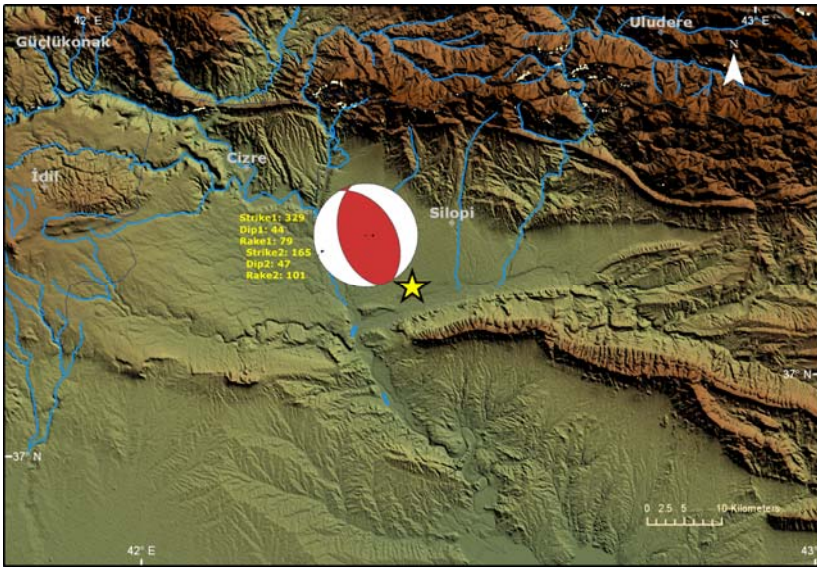 42 E
43° E
Güçlükonak
Uludere
N
Cizre
İdil
Silopi
Strike1: 329
Dip1: 44
Rake1: 79
Strike2: 165
Dip2: 47
Rake2: 101
37° N
37° N
0 2.5 5 10 Kilometers
42° E
43°